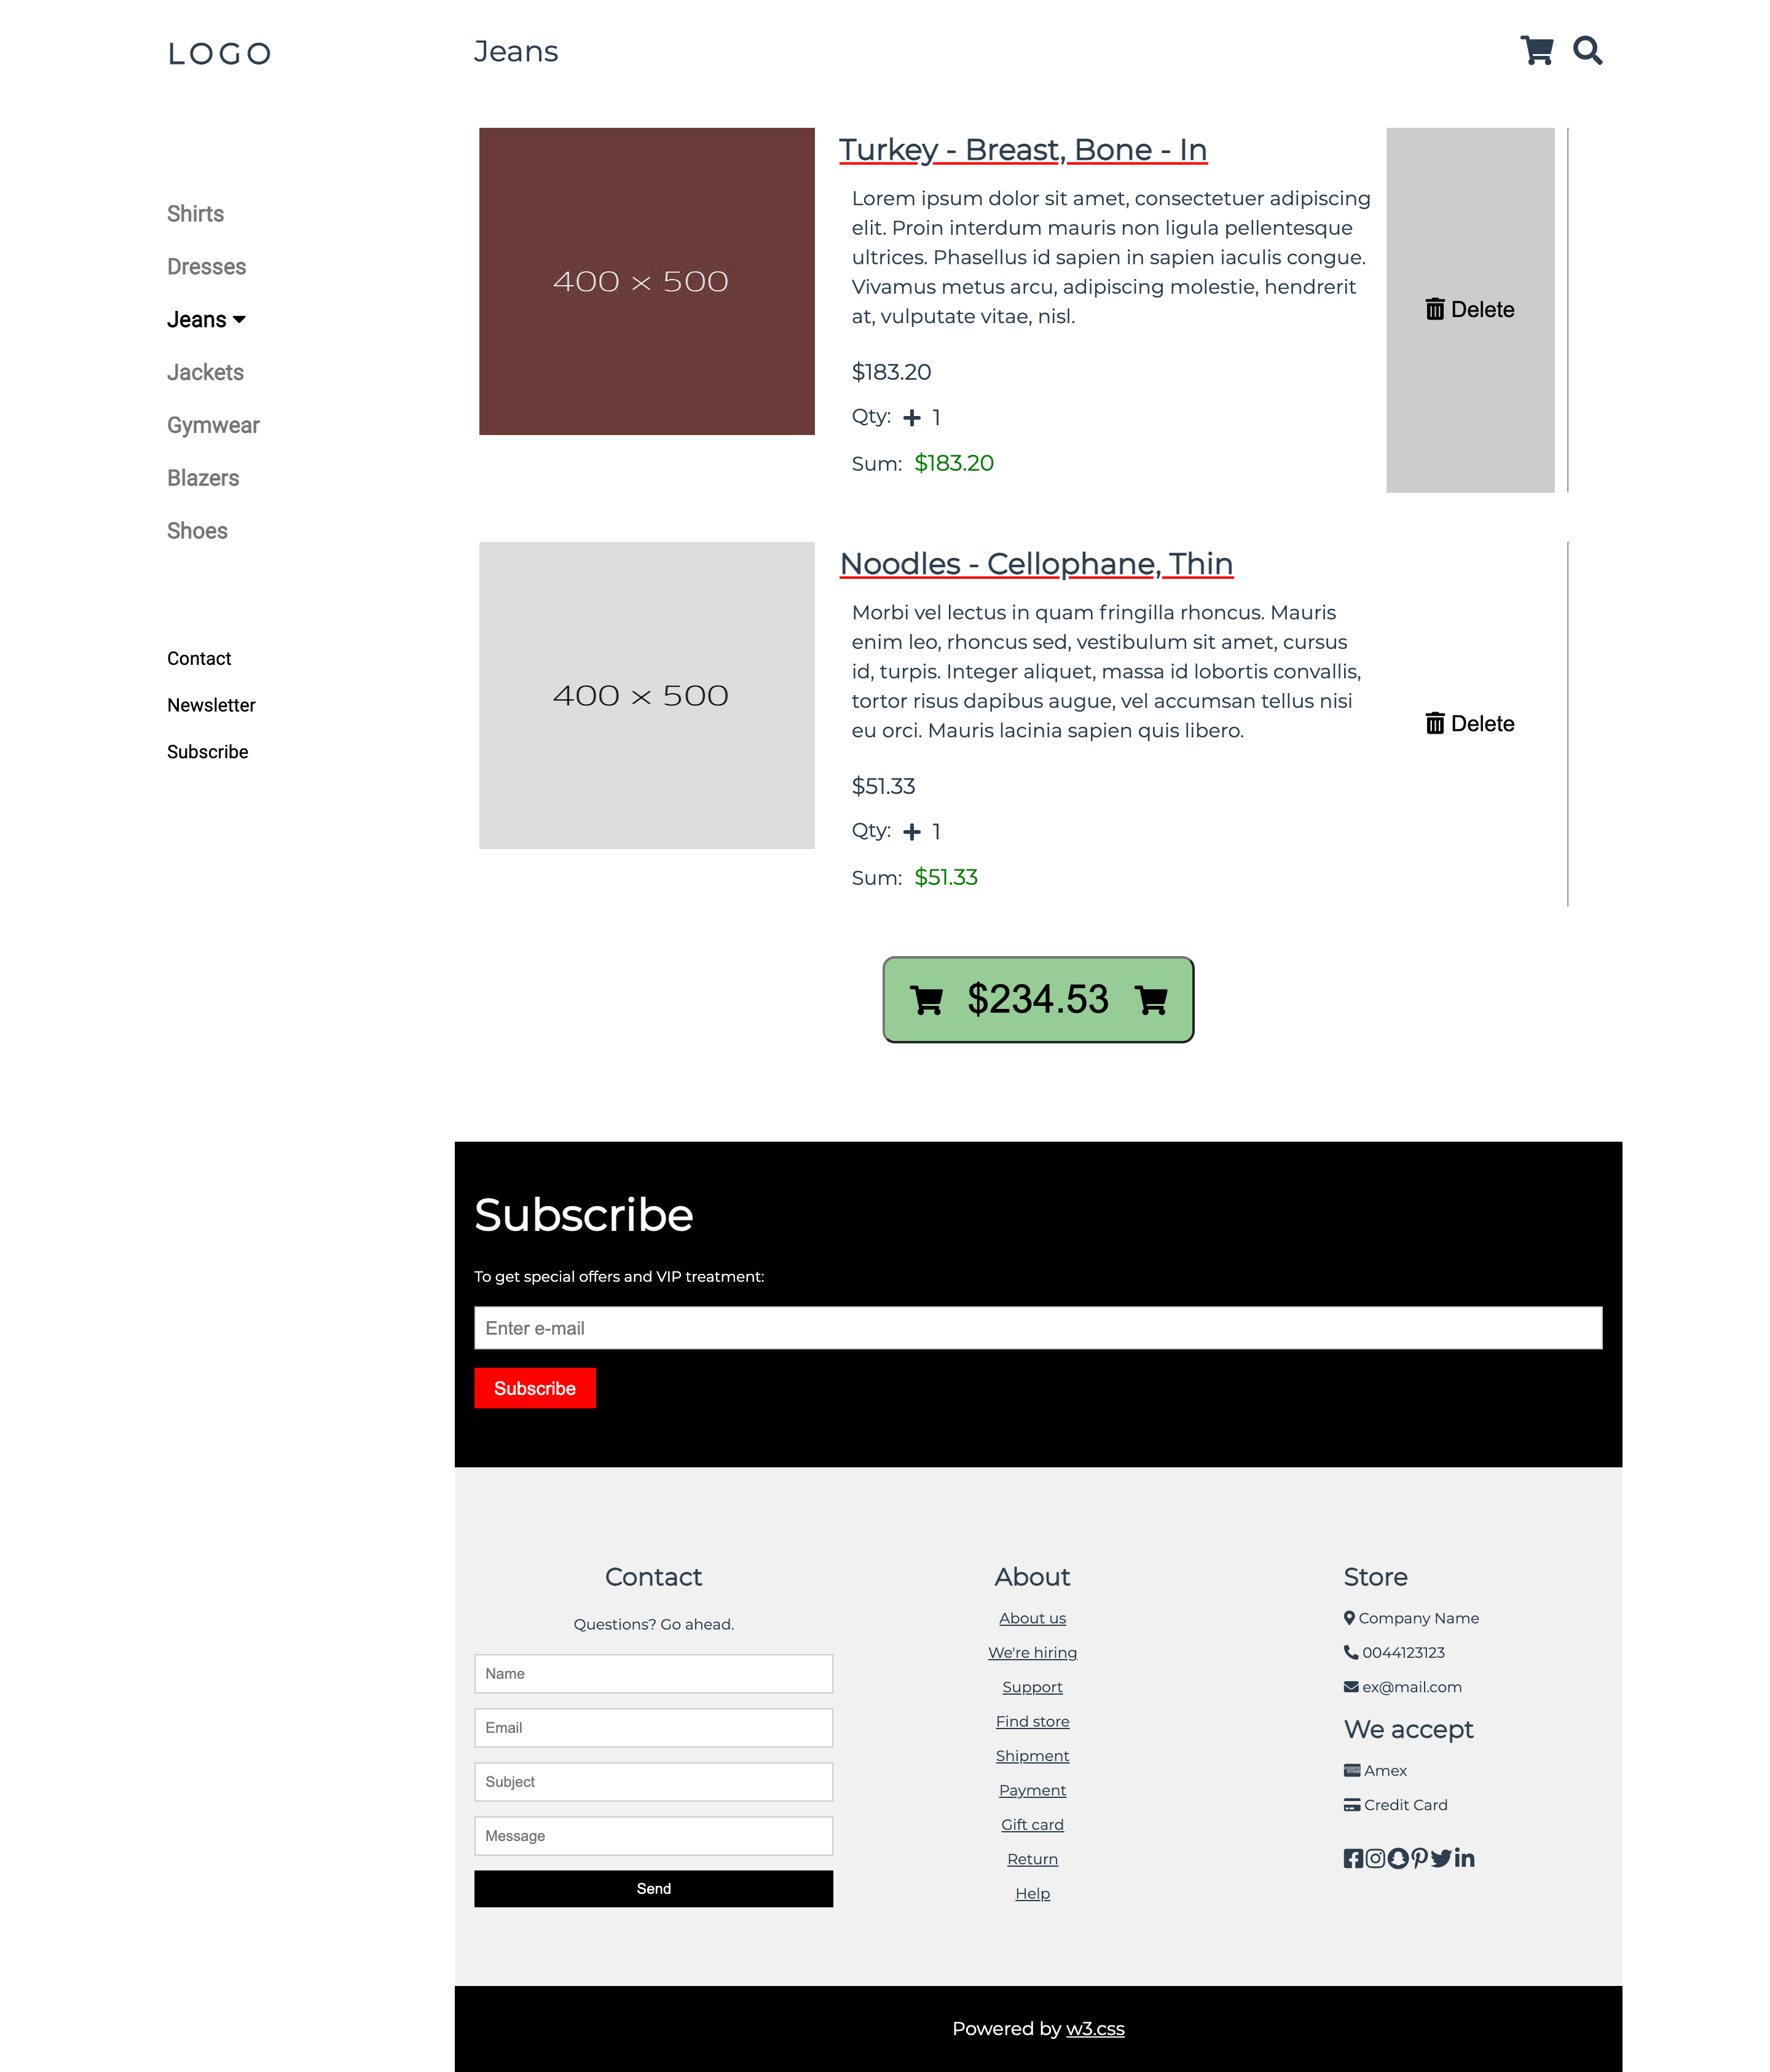 LOGO
Jeans
Shirts
Dresses
Jeans
Jackets
Gymwear
Blazers
Shoes
Contact
Newsletter
Subscribe
400 x 500
Turkey - Breast, Bone - In
Lorem ipsum dolor sit amet, consectetuer adipiscing
elit. Proin interdum mauris non ligula pellentesque
ultrices. Phasellus id sapien in sapien iaculis congue.
Vivamus metus arcu, adipiscing molestie, hendrerit
at, vulputate vitae, nisl.
$183.20
Qty: + 1
Sum: $183.20
Delete
400 x 500
Noodles - Cellophane, Thin
Morbi vel lectus in quam fringilla rhoncus. Mauris
enim leo, rhoncus sed, vestibulum sit amet, cursus
id, turpis. Integer aliquet, massa id lobortis convallis,
tortor risus dapibus augue, vel accumsan tellus nisi
eu orci. Mauris lacinia sapien quis libero.
$51.33
Qty: + 1
Sum: $51.33
Delete
$234.53
Subscribe
To get special offers and VIP treatment:
Enter e-mail
Subscribe
Contact
Questions? Go ahead.
Name
Email
Subject
Message
Send
About
About us
We're hiring
Support
Find store
Shipment
Payment
Gift card
Return
Help
Store
Company Name
0044123123
ex@mail.com
We accept
Amex
Credit Card
Powered by w3.css